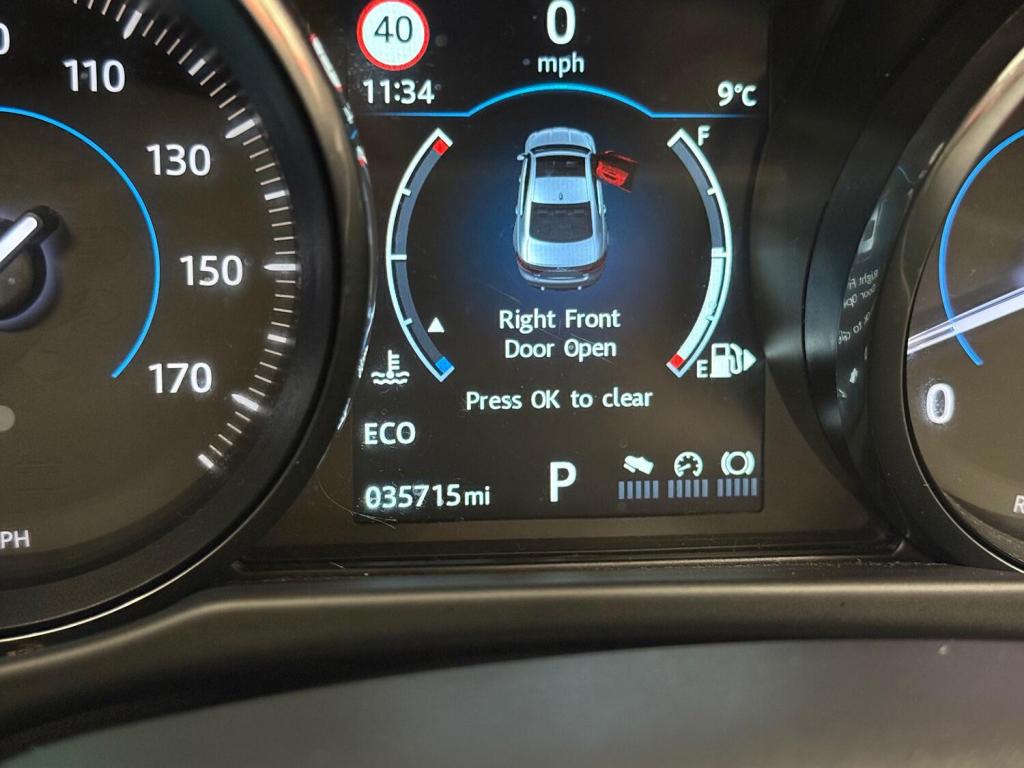 40
0
mph
110
11:34
9°C
130
F
150
Right Front
Door Open
170
E
0
Press OK to clear
ECO
P
035715mi
PH
R